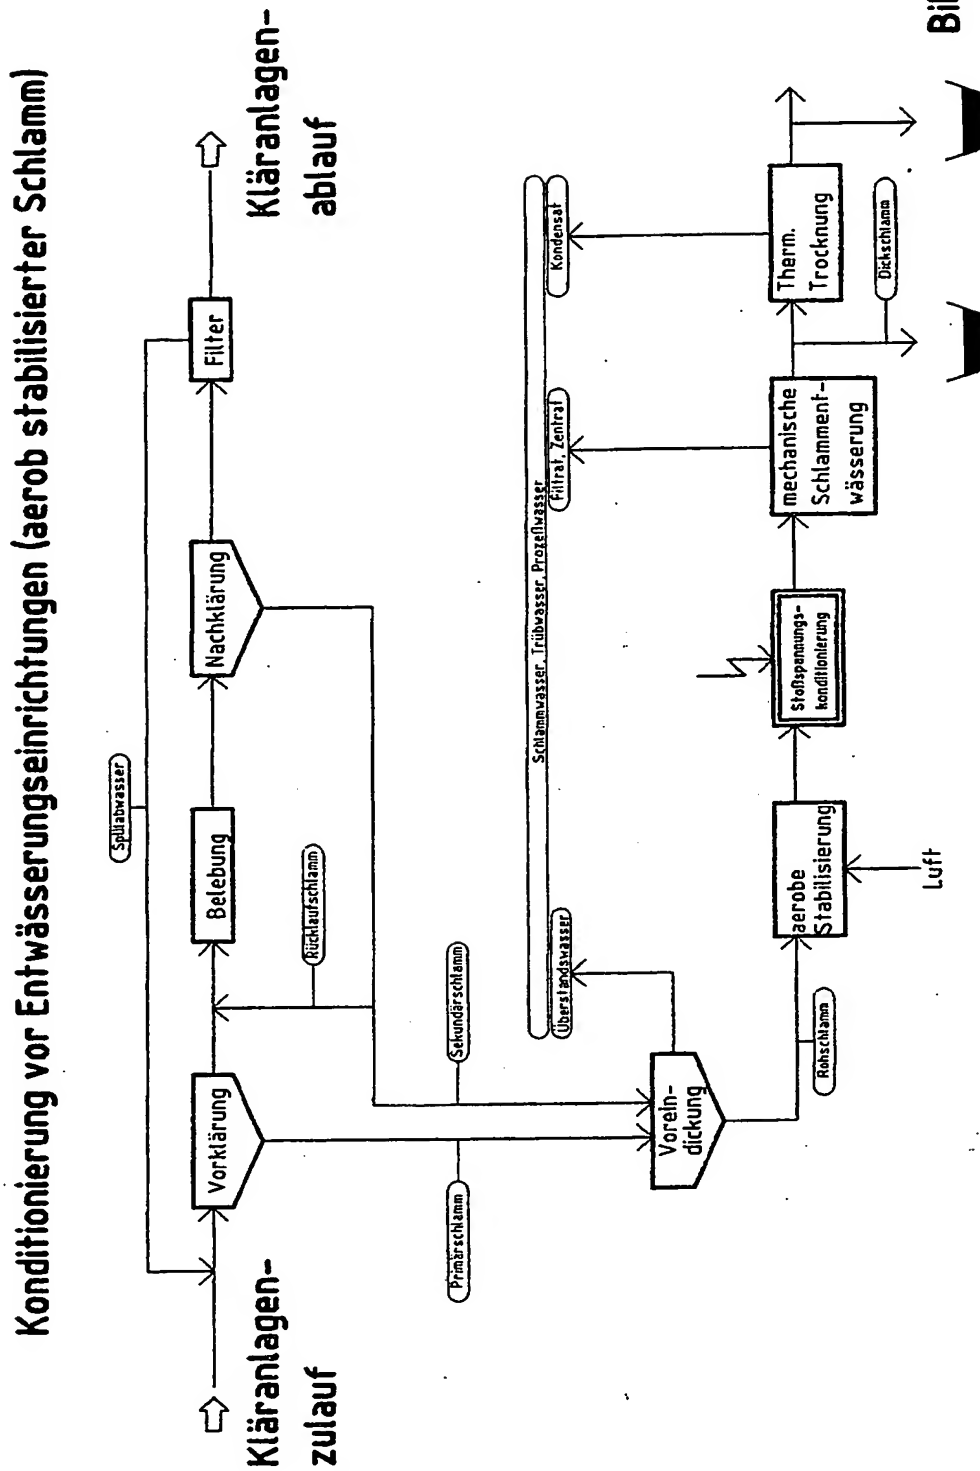 Konditionierung vor Entwässerungseinrichtungen (aerob stabilisierter Schlamm)
Spülabwasser
Vorklärung
Belebung
Nachklärung
Filter
Kläranlagen-
zulauf
Kläranlagen-
ablauf
Rücklaufschlamm
Primärschlamm
Sekundärschlamm
Schlammwasser, Trübwasser, Prozeßwasser
Überstandswasser
Filtrat, Zentrat
Kondensat
Vorein-
dickung
Rohschlamm
aerobe
Stabilisierung
Luft
Stoßspannungs-
konditionierung
mechanische
Schlamment-
wässerung
Therm.
Trocknung
Dickschlamm